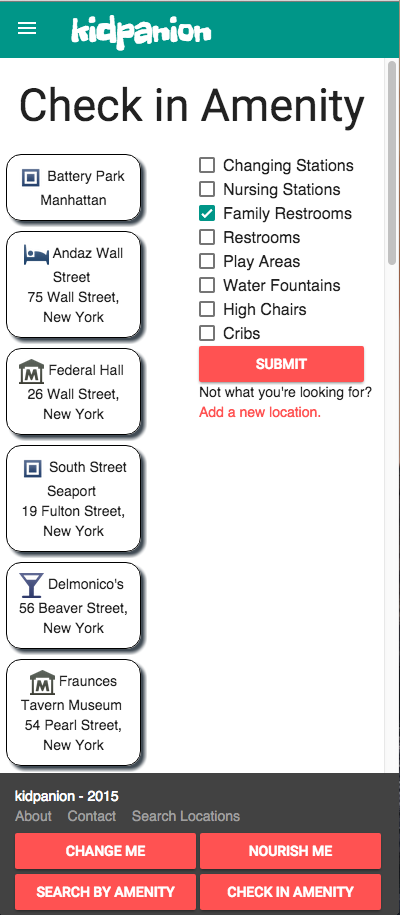 kidpanion
Check in Amenity
Battery Park
Manhattan
Andaz Wall
Street
75 Wall Street,
New York
M Federal Hall
26 Wall Street,
New York
South Street
Seaport
19 Fulton Street,
New York
Delmonico's
56 Beaver Street,
New York
M Fraunces
Tavern Museum
54 Pearl Street,
New York
Changing Stations
Nursing Stations
Family Restrooms
Restrooms
Play Areas
Water Fountains
High Chairs
Cribs
SUBMIT
Not what you're looking for?
Add a new location.
kidpanion - 2015
About Contact Search Locations
CHANGE ME NOURISH ME
SEARCH BY AMENITY CHECK IN AMENITY